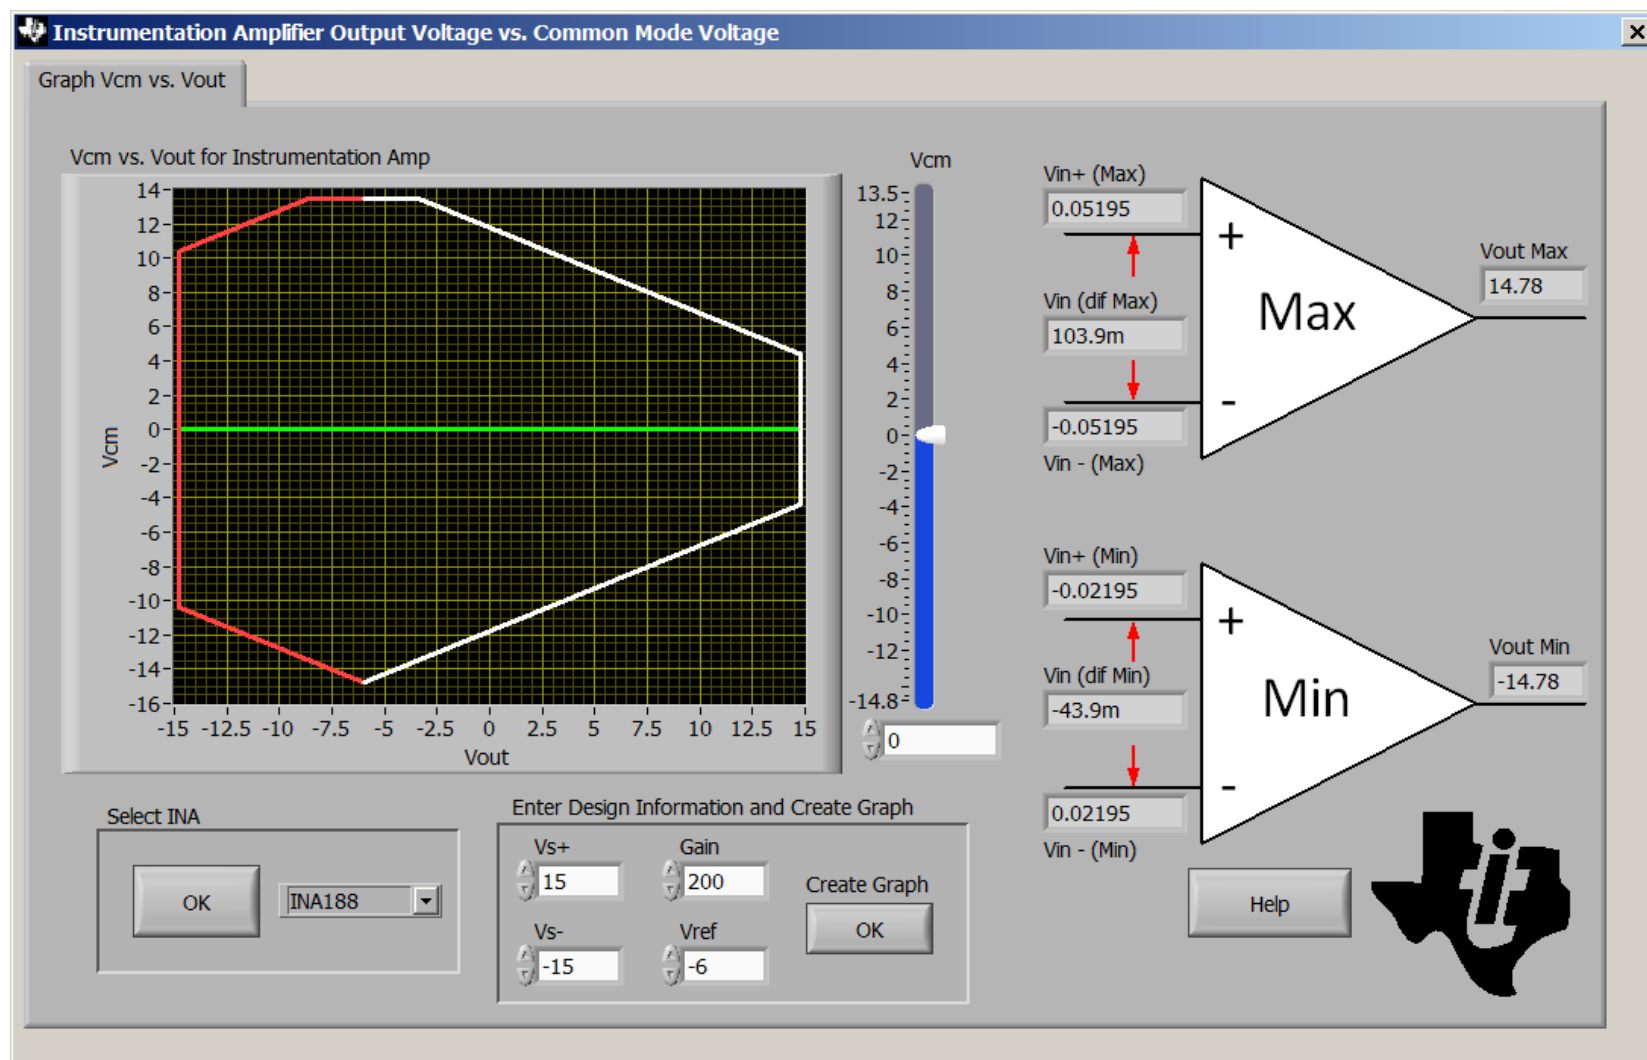 Instrumentation Amplifier Output Voltage vs. Common Mode Voltage
Graph Vcm vs. Vout
Vcm vs. Vout for Instrumentation Amp
14
12
10
8
6
4
2
0
-2
-4
-6
-8
-10
-12
-14
-16
Vcm
-15 -12.5 -10 -7.5 -5 -2.5 0 2.5 5 7.5 10 12.5 15
Vout
Vcm
13.5
12
10
8
6
4
2
0
-2
-4
-6
-8
-10
-12
-14.8
0
Vin+ (Max)
0.05195
Vin (dif Max)
103.9m
-0.05195
Vin - (Max)
+
Max
-
Vout Max
14.78
Vin+ (Min)
-0.02195
Vin (dif Min)
-43.9m
0.02195
Vin - (Min)
+
Min
-
Vout Min
-14.78
Select INA
OK
INA188
Enter Design Information and Create Graph
Vs+ Gain
15 200
Vs- Vref
-15 -6
Create Graph
OK
Help
ti